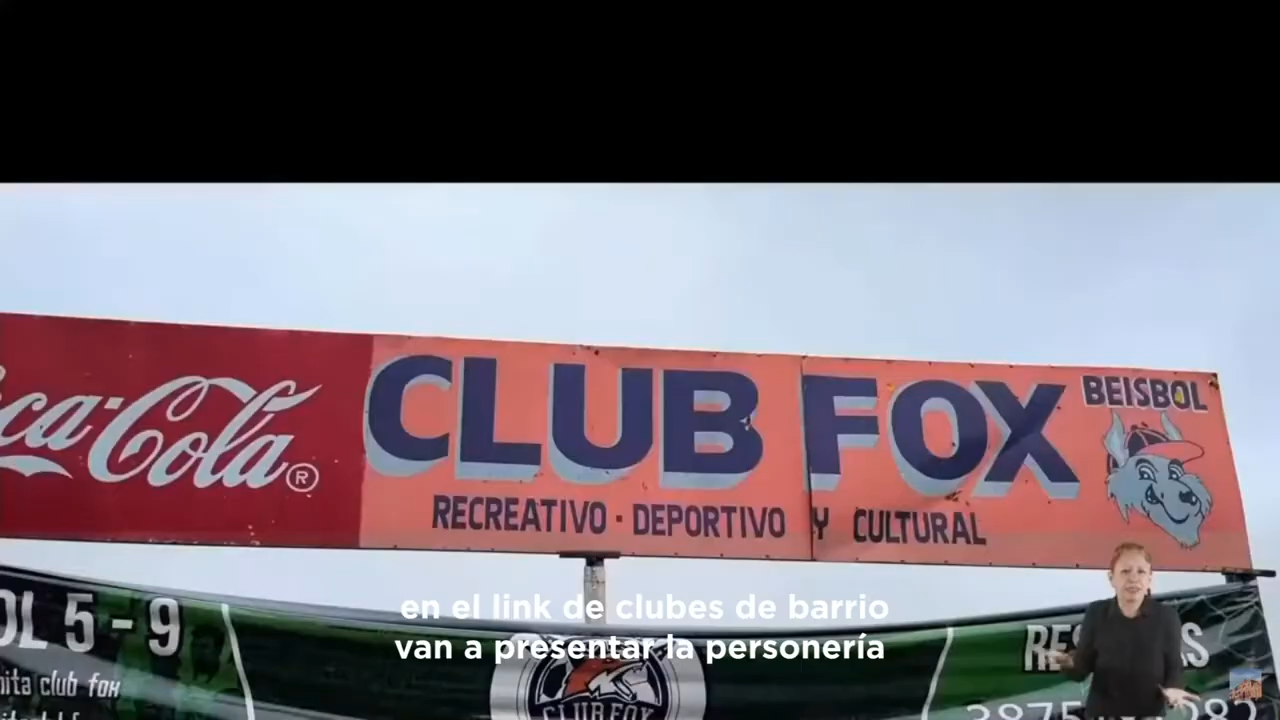 Coca-Cola®
CLUB FOX
BEISBOL
RECREATIVO · DEPORTIVO Y CULTURAL
5 - 9
club fox
en el link de clubes de barrio
van a presentar la personería
CLUB FOX